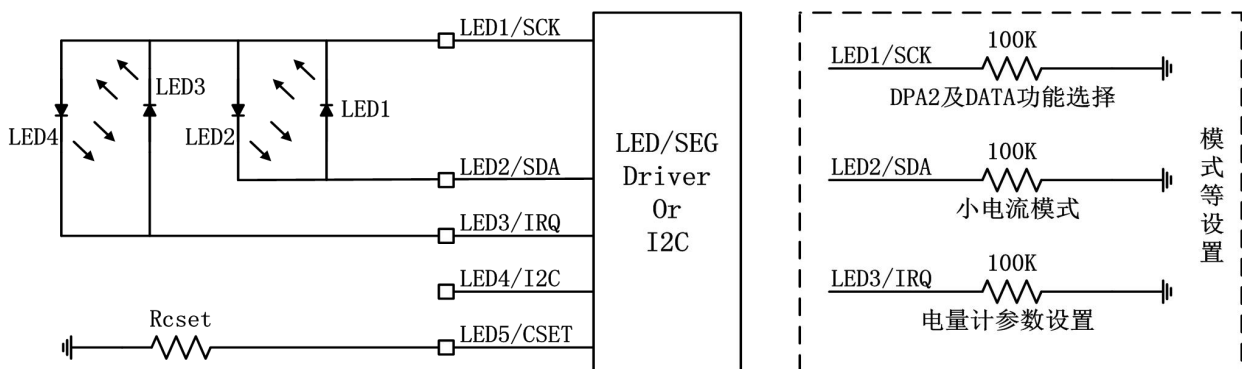 LED1/SCK
LED3
LED4
LED2
LED1
LED2/SDA
LED3/IRQ
LED4/I2C
Rcset
LED5/CSET
LED/SEG
Driver
Or
I2C
LED1/SCK
100K
DPA2及DATA功能选择
LED2/SDA
100K
小电流模式
LED3/IRQ
100K
电量计参数设置
模式等设置